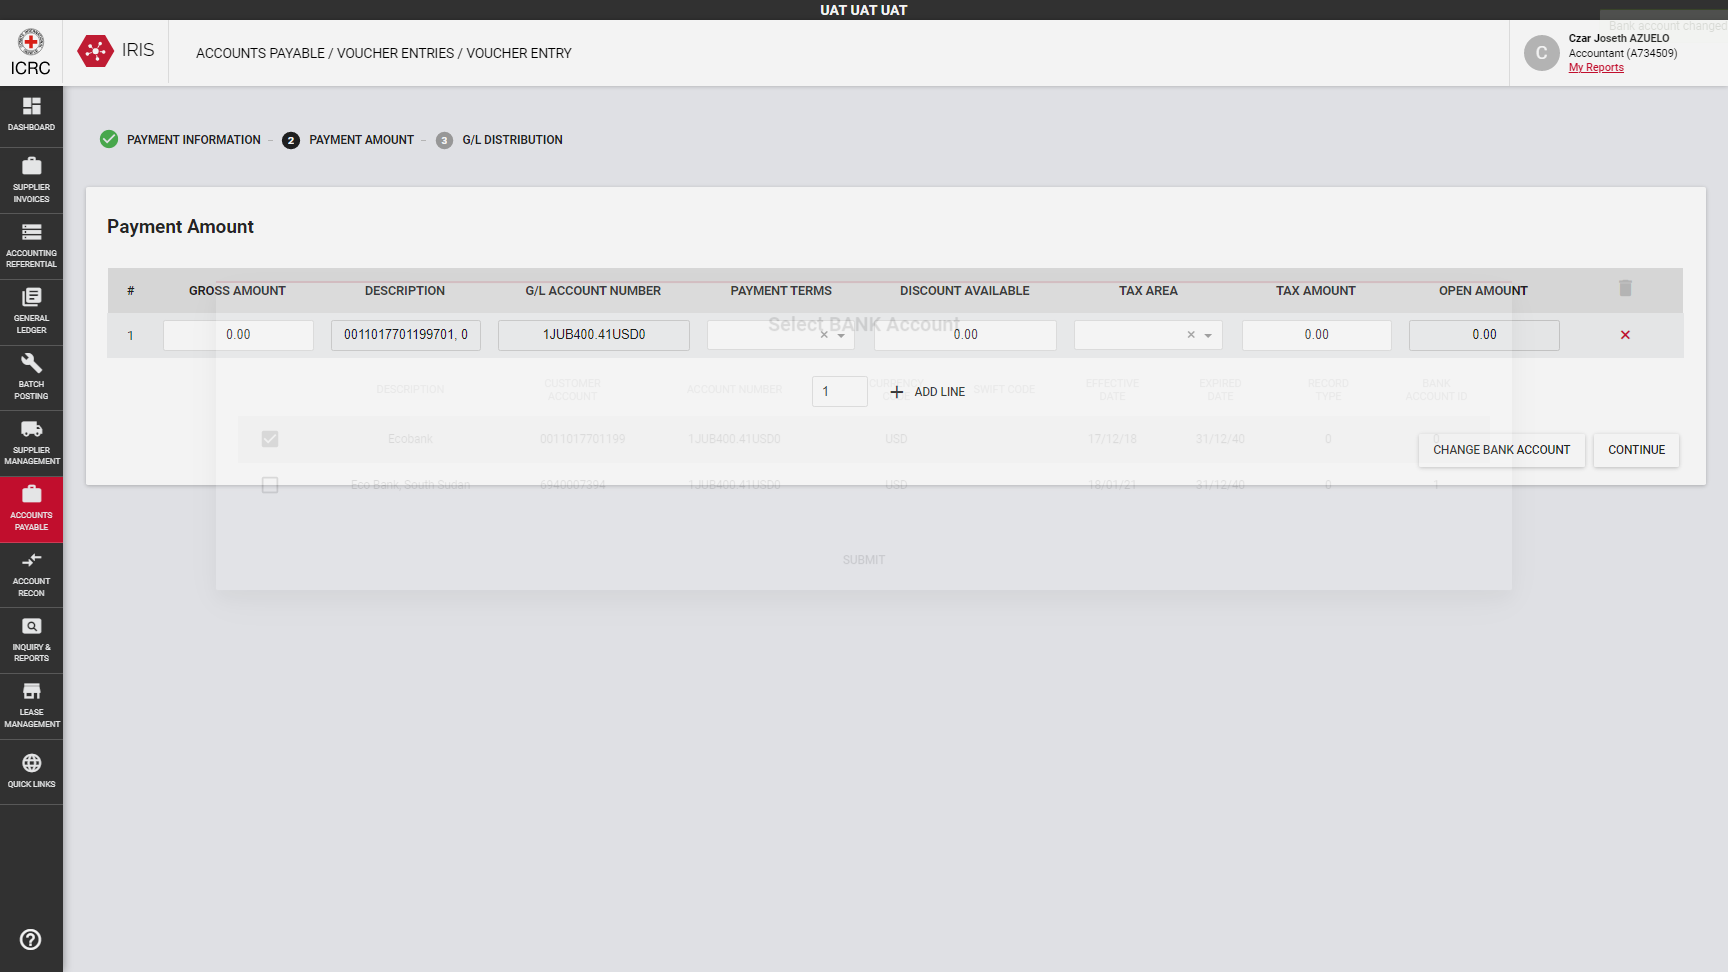 UAT UAT UAT
Bank account changed
ICRC
IRIS
ACCOUNTS PAYABLE / VOUCHER ENTRIES / VOUCHER ENTRY
C
Czar Joseth AZUELO
Accountant (A734509)
My Reports
DASHBOARD
SUPPLIER
INVOICES
ACCOUNTING
REFERENTIAL
GENERAL
LEDGER
BATCH
POSTING
SUPPLIER
MANAGEMENT
ACCOUNTS
PAYABLE
ACCOUNT
RECON
INQUIRY &
REPORTS
LEASE
MANAGEMENT
QUICK LINKS
PAYMENT INFORMATION – 2 PAYMENT AMOUNT – 3 G/L DISTRIBUTION
Payment Amount
# GROSS AMOUNT DESCRIPTION G/L ACCOUNT NUMBER PAYMENT TERMS DISCOUNT AVAILABLE TAX AREA TAX AMOUNT OPEN AMOUNT
1 0.00 0011017701199701, 0 1JUB400.41USD0 0.00 0.00 0.00
1 ADD LINE
CHANGE BANK ACCOUNT CONTINUE
Select BANK Account
DESCRIPTION CUSTOMER ACCOUNT ACCOUNT NUMBER CURRENCY SWIFT CODE EFFECTIVE DATE EXPIRED DATE RECORD TYPE BANK ACCOUNT ID
Ecobank 0011017701199 1JUB400.41USD0 USD 17/12/18 31/12/40 0 0
Eco Bank, South Sudan 6940007394 1JUB400.41USD0 USD 18/01/21 31/12/40 0 1
SUBMIT